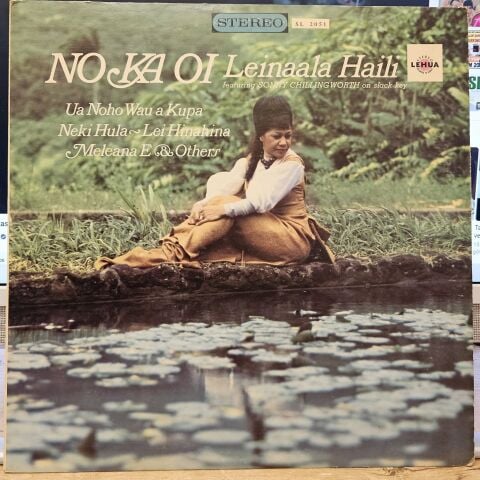 STEREO
SL 2051
NO KA OI Leinaala Haili
featuring SONNY CHILLINGWORTH on slack key
LEHUA
Ua Noho Wau a Kupa
Neki Hula ~ Lei Hinahina
Meleana E & Others